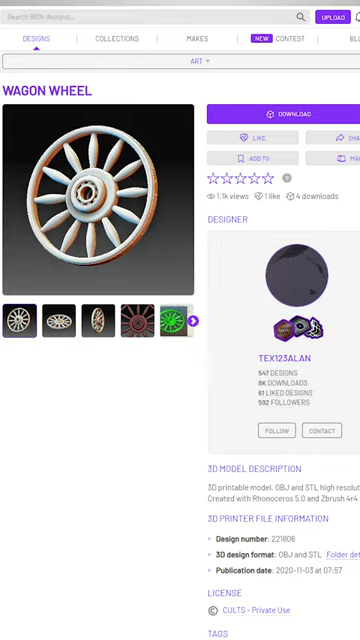 Search 980k designs...
UPLOAD
DESIGNS
COLLECTIONS
MAKES
NEW CONTEST
BL
ART
WAGON WHEEL
DOWNLOAD
LIKE
SHA
ADD TO
MA
1.1k views 1 like 4 downloads
DESIGNER
TEX123ALAN
547 DESIGNS
8K DOWNLOADS
61 LIKED DESIGNS
592 FOLLOWERS
FOLLOW
CONTACT
3D MODEL DESCRIPTION
3D printable model. OBJ and STL high resolut
Created with Rhonoceros 5.0 and Zbrush 4r4
3D PRINTER FILE INFORMATION
Design number: 221806
3D design format: OBJ and STL Folder det
Publication date: 2020-11-03 at 07:57
LICENSE
© CULTS - Private Use
TAGS